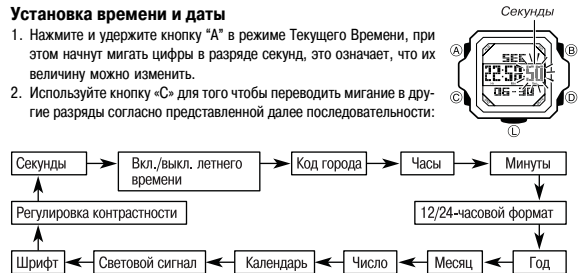 Установка времени и даты
1. Нажмите и удержите кнопку “А” в режиме Текущего Времени, при
этом начнут мигать цифры в разряде секунд, это означает, что их
величину можно изменить.
2. Используйте кнопку «С» для того чтобы переводить мигание в дру-
гие разряды согласно представленной далее последовательности:
Секунды
A
B
C
D
L
SEC
22:58 50
06-30
Секунды
Вкл./выкл. летнего
времени
Код города
Часы
Минуты
Регулировка контрастности
12/24-часовой формат
Шрифт
Световой сигнал
Календарь
Число
Месяц
Год